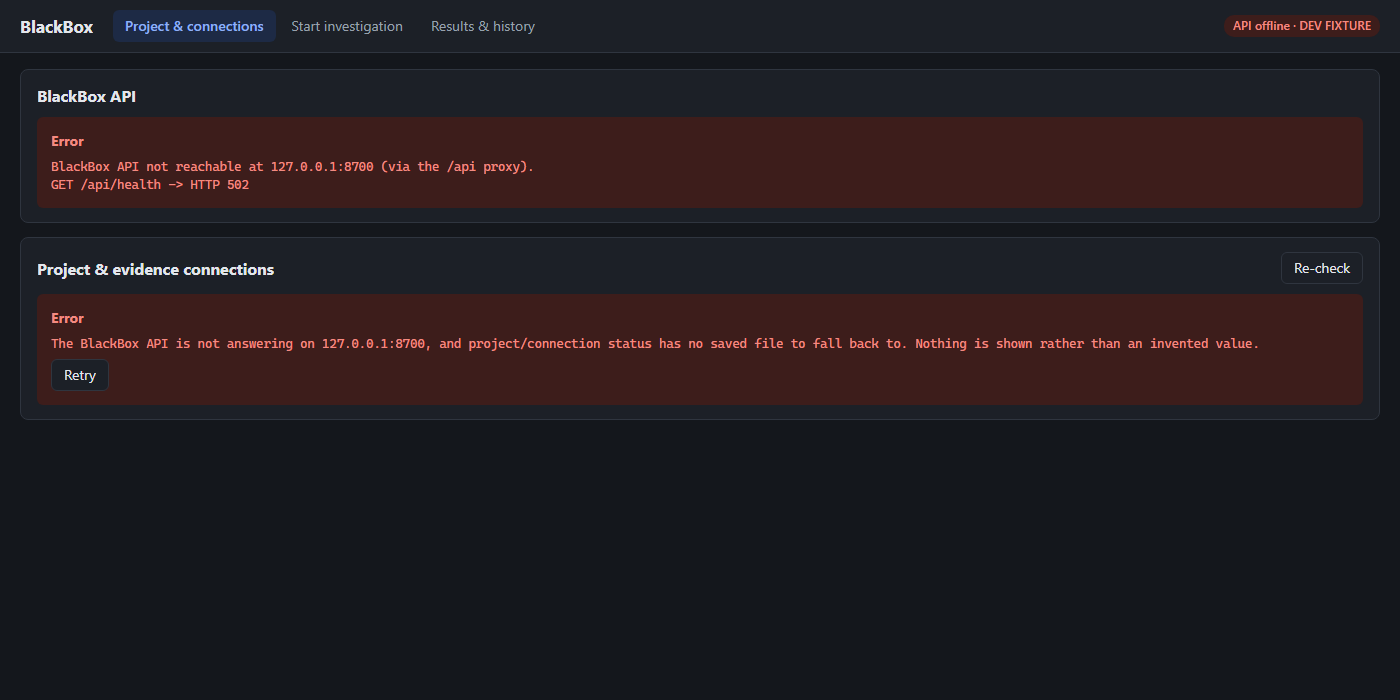 BlackBox
Project & connections
Start investigation
Results & history
API offline · DEV FIXTURE
BlackBox API
Error
BlackBox API not reachable at 127.0.0.1:8700 (via the /api proxy).
GET /api/health -> HTTP 502
Project & evidence connections
Re-check
Error
The BlackBox API is not answering on 127.0.0.1:8700, and project/connection status has no saved file to fall back to. Nothing is shown rather than an invented value.
Retry